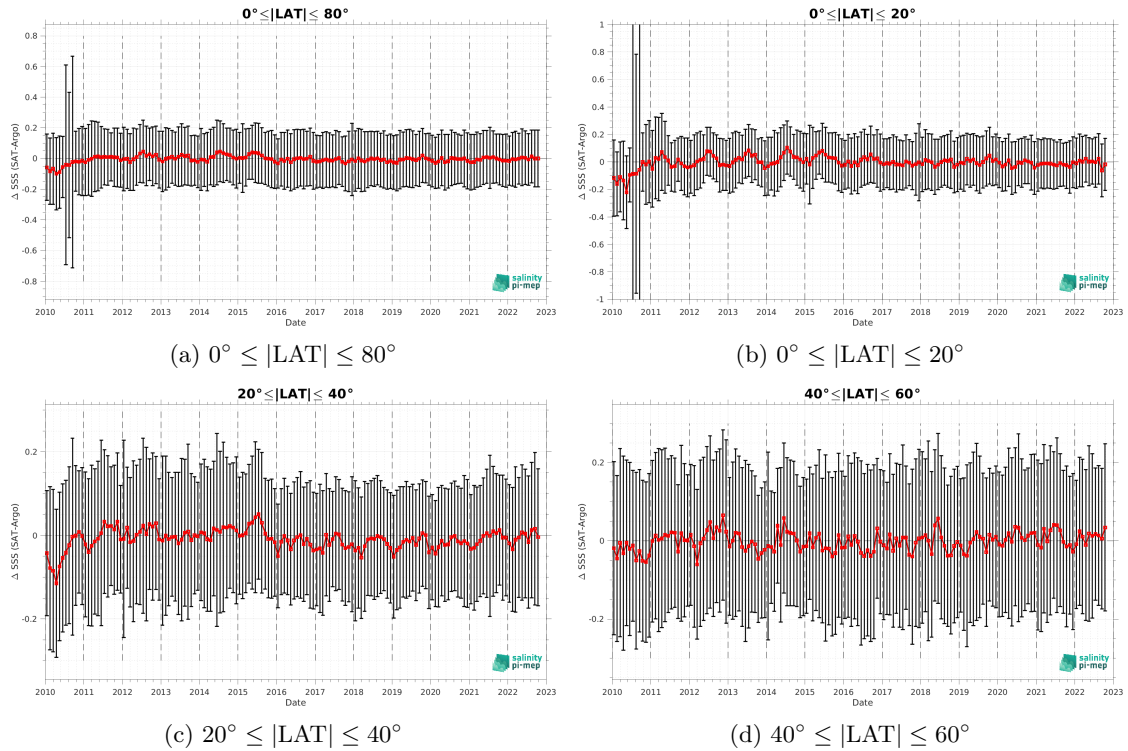 0°≤|LAT|≤ 80°
Δ SSS (SAT-Argo)
0.8
0.6
0.4
0.2
0
-0.2
-0.4
-0.6
-0.8
salinity
pi-mep
2010 2011 2012 2013 2014 2015 2016 2017 2018 2019 2020 2021 2022 2023
Date
(a) 0° ≤ |LAT| ≤ 80°
0°≤|LAT|≤ 20°
Δ SSS (SAT-Argo)
1
0.8
0.6
0.4
0.2
0
-0.2
-0.4
-0.6
-0.8
-1
salinity
pi-mep
2010 2011 2012 2013 2014 2015 2016 2017 2018 2019 2020 2021 2022 2023
Date
(b) 0° ≤ |LAT| ≤ 20°
20°≤|LAT|≤ 40°
Δ SSS (SAT-Argo)
0.2
0
-0.2
salinity
pi-mep
2010 2011 2012 2013 2014 2015 2016 2017 2018 2019 2020 2021 2022 2023
Date
(c) 20° ≤ |LAT| ≤ 40°
40°≤|LAT|≤ 60°
Δ SSS (SAT-Argo)
0.2
0
-0.2
salinity
pi-mep
2010 2011 2012 2013 2014 2015 2016 2017 2018 2019 2020 2021 2022 2023
Date
(d) 40° ≤ |LAT| ≤ 60°